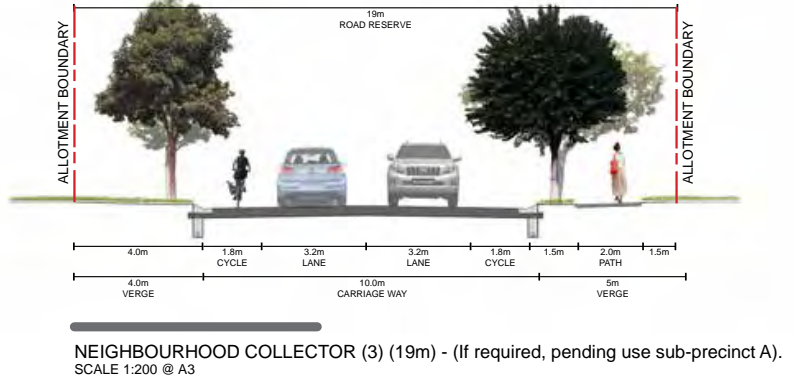 19m
ROAD RESERVE
ALLOTMENT BOUNDARY
ALLOTMENT BOUNDARY
4.0m 1.8m 3.2m 3.2m 1.8m 1.5m 2.0m 1.5m
CYCLE LANE LANE CYCLE PATH
4.0m 10.0m 5m
VERGE CARRIAGE WAY VERGE
NEIGHBOURHOOD COLLECTOR (3) (19m) - (If required, pending use sub-precinct A).
SCALE 1:200 @ A3